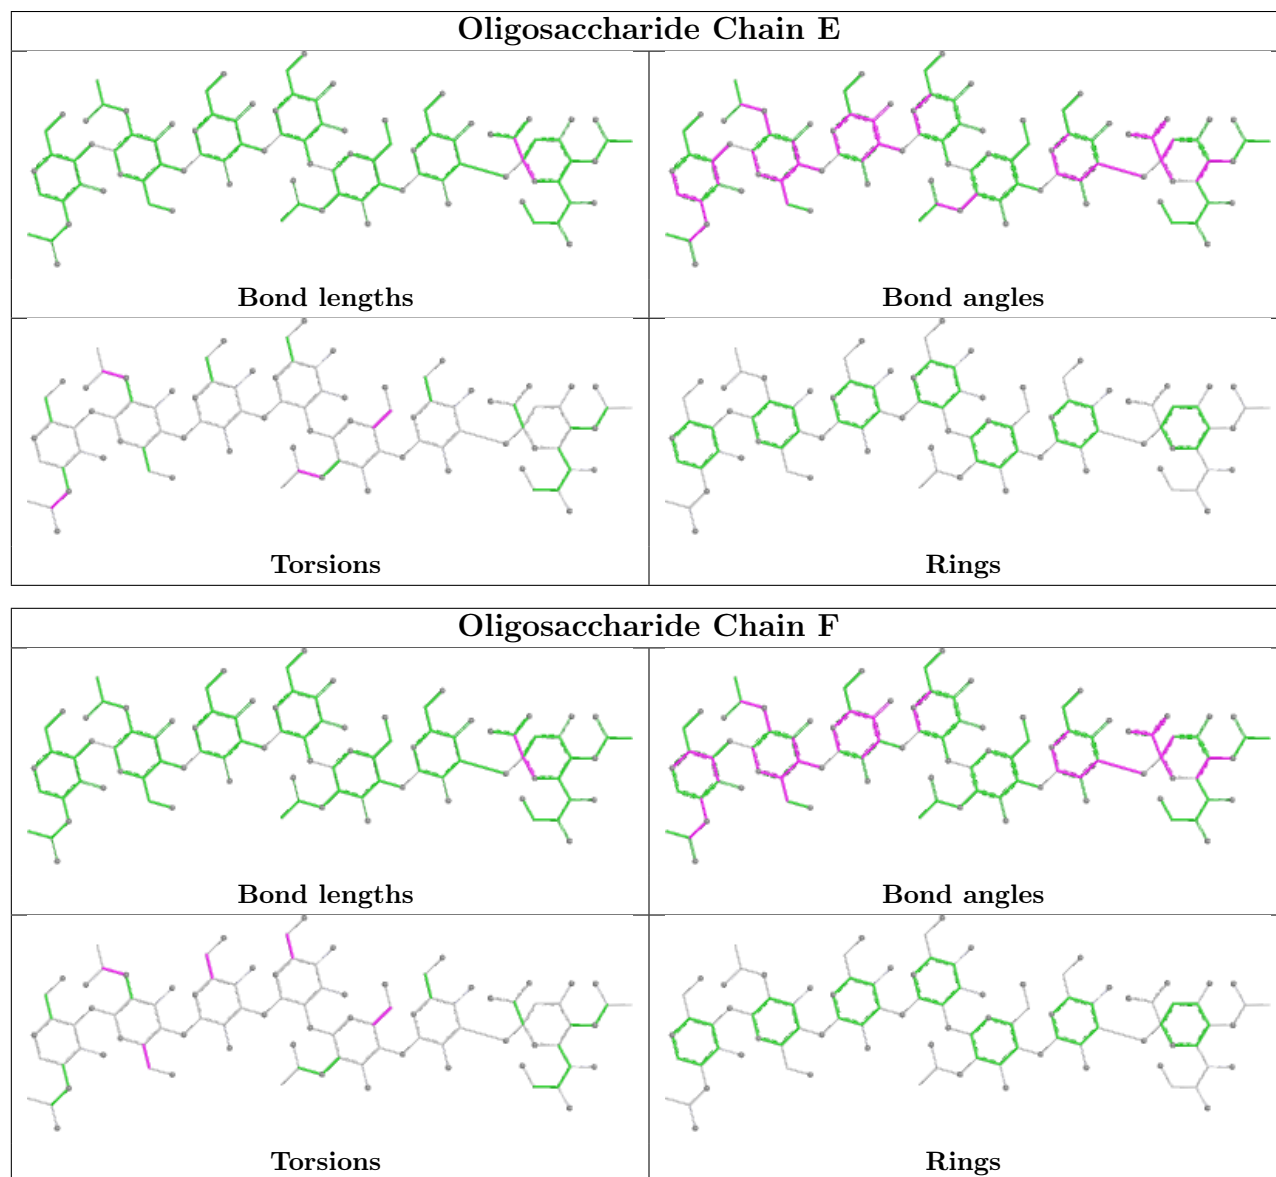 Oligosaccharide Chain E
Bond lengths
Bond angles
Torsions
Rings
Oligosaccharide Chain F
Bond lengths
Bond angles
Torsions
Rings